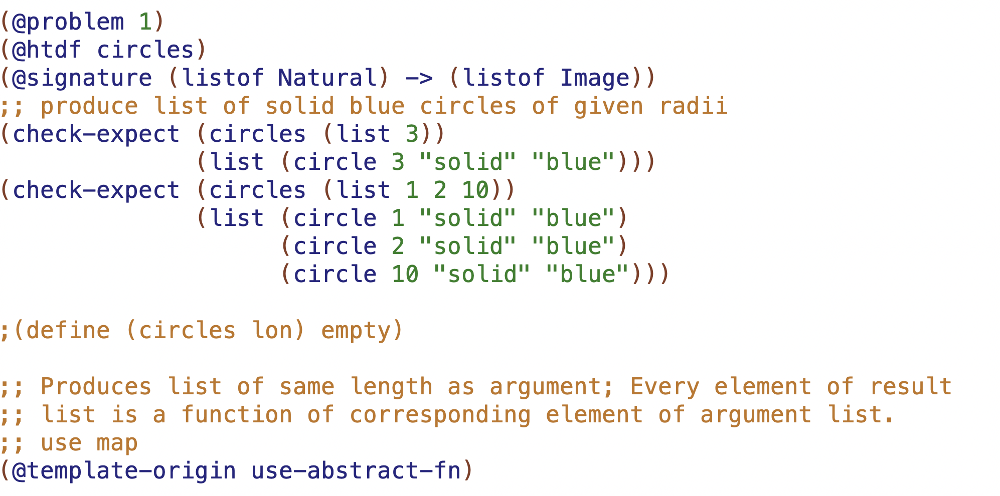 (@problem 1)
(@htdf circles)
(@signature (listof Natural) -> (listof Image))
;; produce list of solid blue circles of given radii
(check-expect (circles (list 3))
              (list (circle 3 "solid" "blue")))
(check-expect (circles (list 1 2 10))
              (list (circle 1 "solid" "blue")
                    (circle 2 "solid" "blue")
                    (circle 10 "solid" "blue")))

;(define (circles lon) empty)

;; Produces list of same length as argument; Every element of result
;; list is a function of corresponding element of argument list.
;; use map
(@template-origin use-abstract-fn)